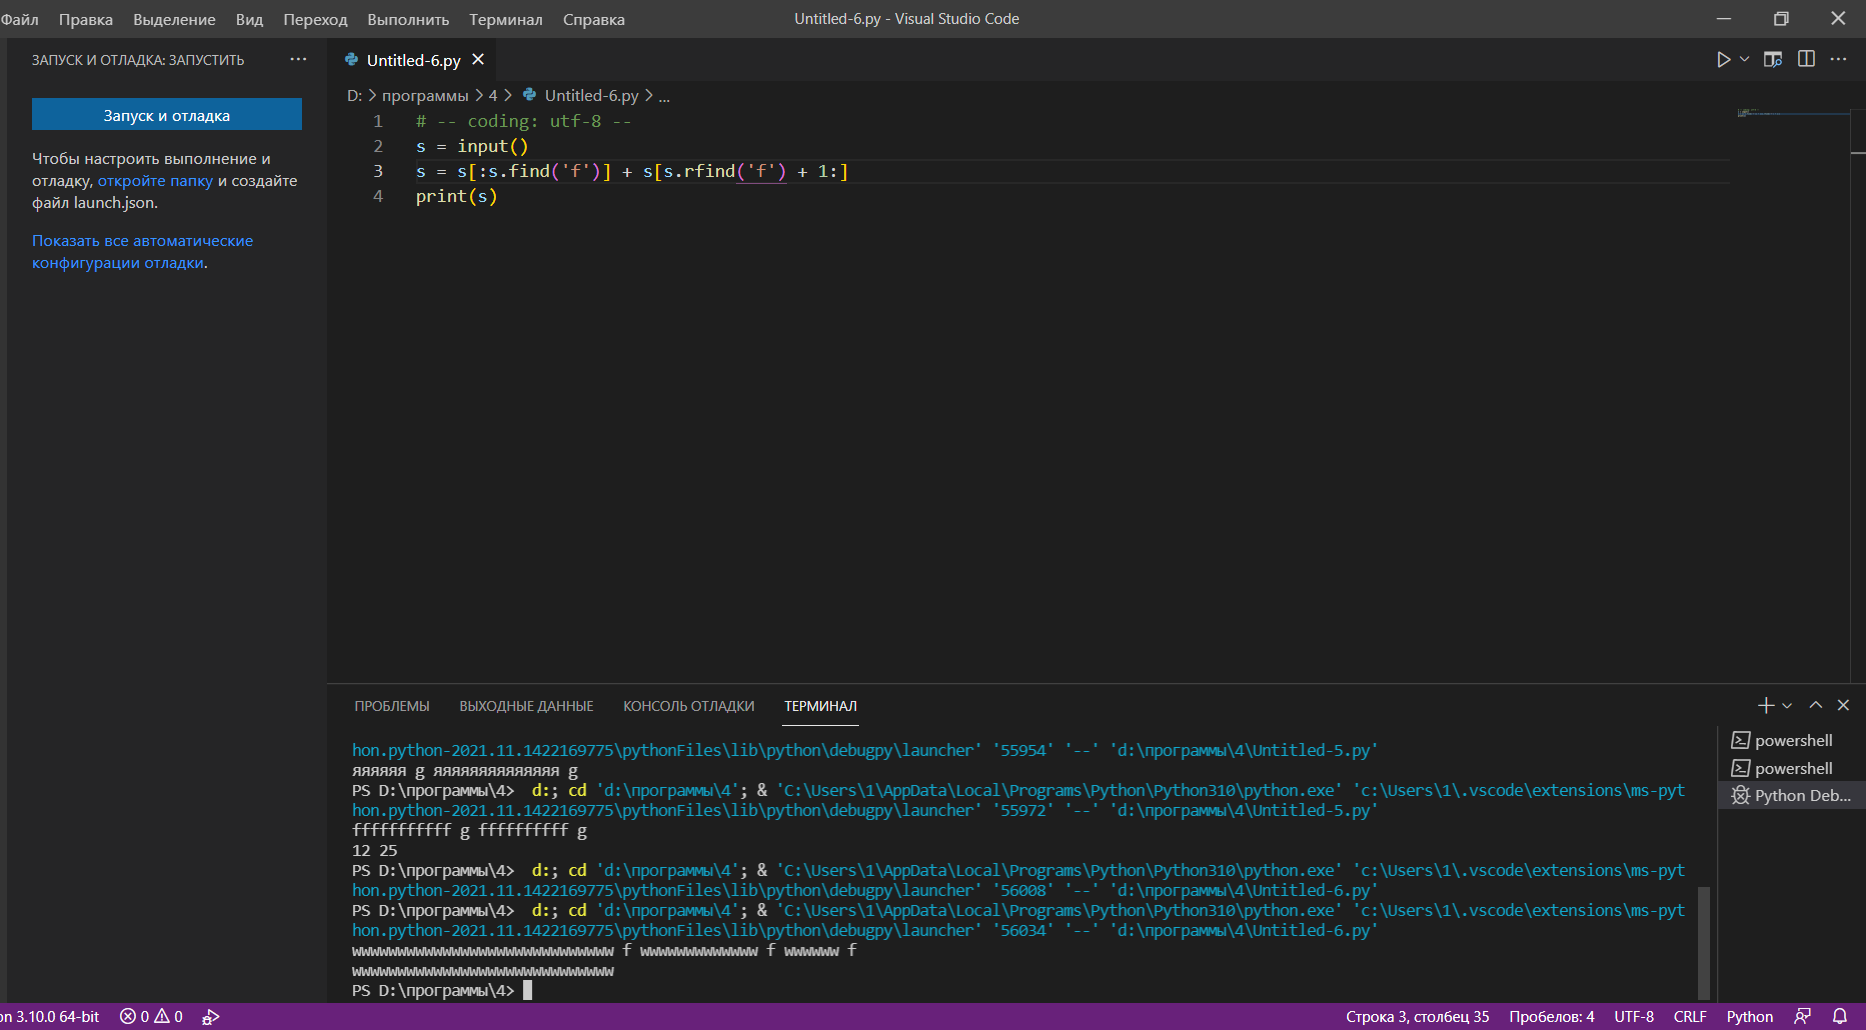 Файл Правка Выделение Вид Переход Выполнить Терминал Справка
Untitled-6.py - Visual Studio Code
ЗАПУСК И ОТЛАДКА: ЗАПУСТИТЬ
Запуск и отладка
Чтобы настроить выполнение и
отладку, откройте папку и создайте
файл launch.json.
Показать все автоматические
конфигурации отладки.
Untitled-6.py
D: > программы > 4 > Untitled-6.py > ...
1 # -- coding: utf-8 --
2 s = input()
3 s = s[:s.find('f')] + s[s.rfind('f') + 1:]
4 print(s)
ПРОБЛЕМЫ ВЫХОДНЫЕ ДАННЫЕ КОНСОЛЬ ОТЛАДКИ ТЕРМИНАЛ
hon.python-2021.11.1422169775\pythonFiles\lib\python\debugpy\launcher' '55954' '--' 'd:\программы\4\Untitled-5.py'
яяяяяя g яяяяяяяяяяяяяя g
PS D:\программы\4> d:; cd 'd:\программы\4'; & 'C:\Users\1\AppData\Local\Programs\Python\Python310\python.exe' 'c:\Users\1\.vscode\extensions\ms-pyt
hon.python-2021.11.1422169775\pythonFiles\lib\python\debugpy\launcher' '55972' '--' 'd:\программы\4\Untitled-5.py'
fffffffffff g ffffffffff g
12 25
PS D:\программы\4> d:; cd 'd:\программы\4'; & 'C:\Users\1\AppData\Local\Programs\Python\Python310\python.exe' 'c:\Users\1\.vscode\extensions\ms-pyt
hon.python-2021.11.1422169775\pythonFiles\lib\python\debugpy\launcher' '56008' '--' 'd:\программы\4\Untitled-6.py'
PS D:\программы\4> d:; cd 'd:\программы\4'; & 'C:\Users\1\AppData\Local\Programs\Python\Python310\python.exe' 'c:\Users\1\.vscode\extensions\ms-pyt
hon.python-2021.11.1422169775\pythonFiles\lib\python\debugpy\launcher' '56034' '--' 'd:\программы\4\Untitled-6.py'
wwwwwwwwwwwwwwwwwwwwwwwwwwwww f wwwwwwwwwwwww f wwwwww f
wwwwwwwwwwwwwwwwwwwwwwwwwwwww
PS D:\программы\4>
powershell
powershell
Python Deb...
on 3.10.0 64-bit 0 0
Строка 3, столбец 35 Пробелов: 4 UTF-8 CRLF Python